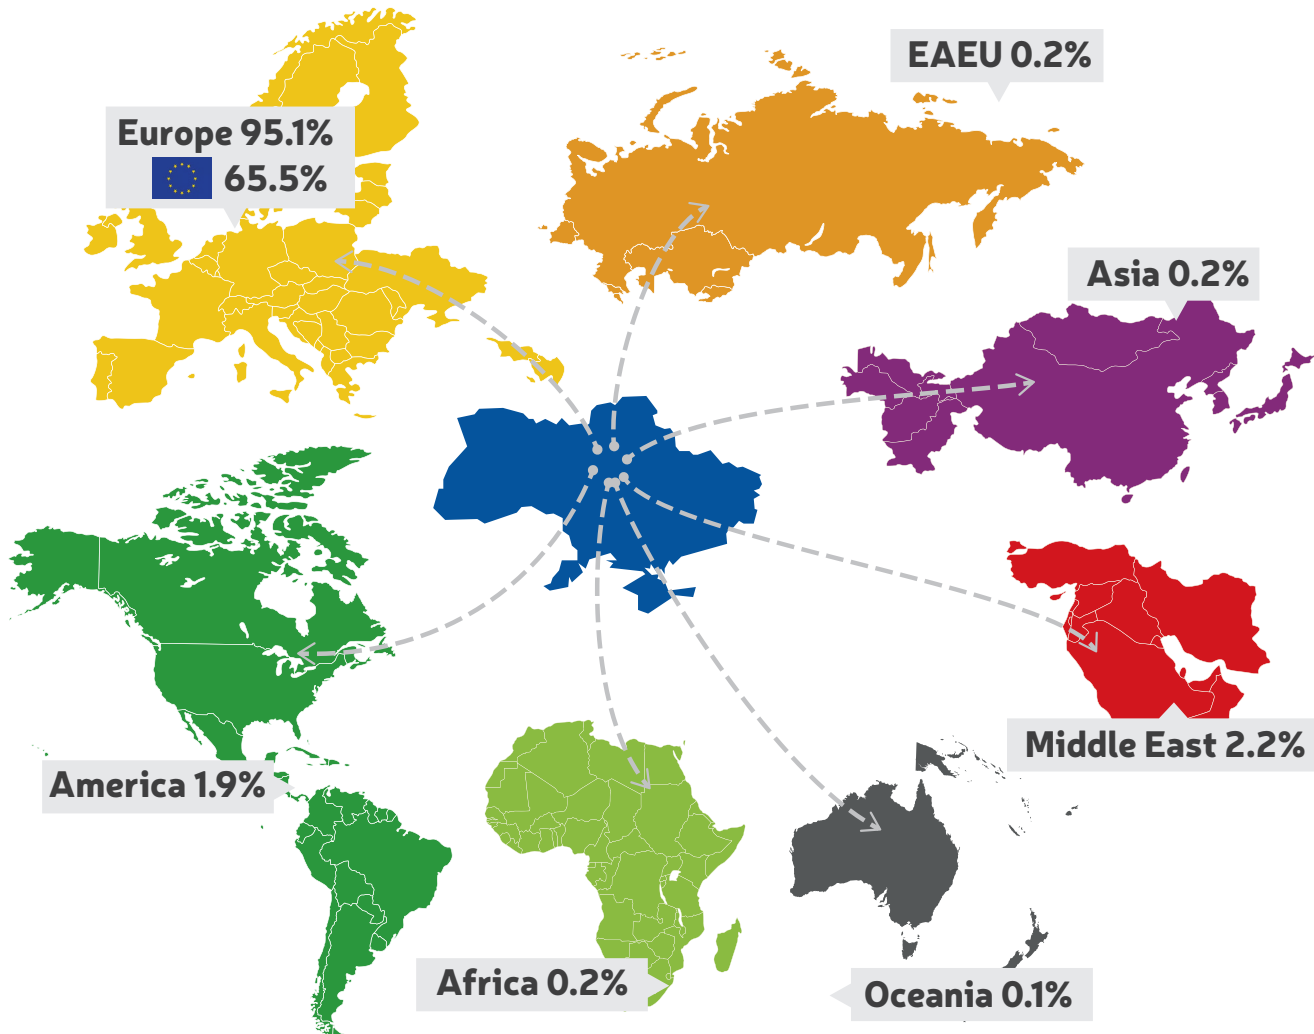 EAEU 0.2%
Europe 95.1%
65.5%
Asia 0.2%
Middle East 2.2%
America 1.9%
Africa 0.2%
Oceania 0.1%